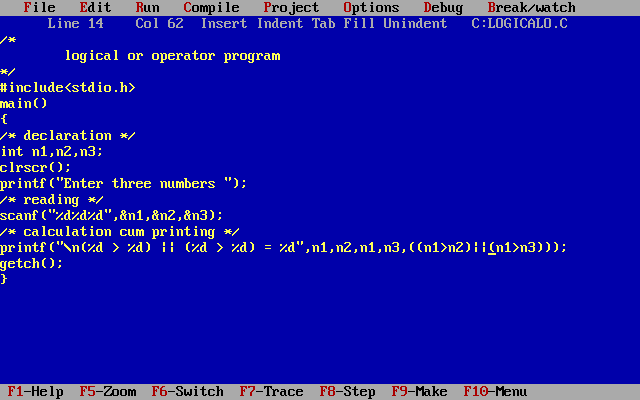 File Edit Run Compile Project Options Debug Break/watch
Line 14 Col 62 Insert Indent Tab Fill Unindent C:LOGICALO.C
/*
logical or operator program
*/
#include<stdio.h>
main()
{
/* declaration */
int n1,n2,n3;
clrscr();
printf("Enter three numbers ");
/* reading */
scanf("%d%d%d",&n1,&n2,&n3);
/* calculation cum printing */
printf("\n(%d > %d) || (%d > %d) = %d",n1,n2,n1,n3,((n1>n2)||(n1>n3)));
getch();
}
F1-Help F5-Zoom F6-Switch F7-Trace F8-Step F9-Make F10-Menu